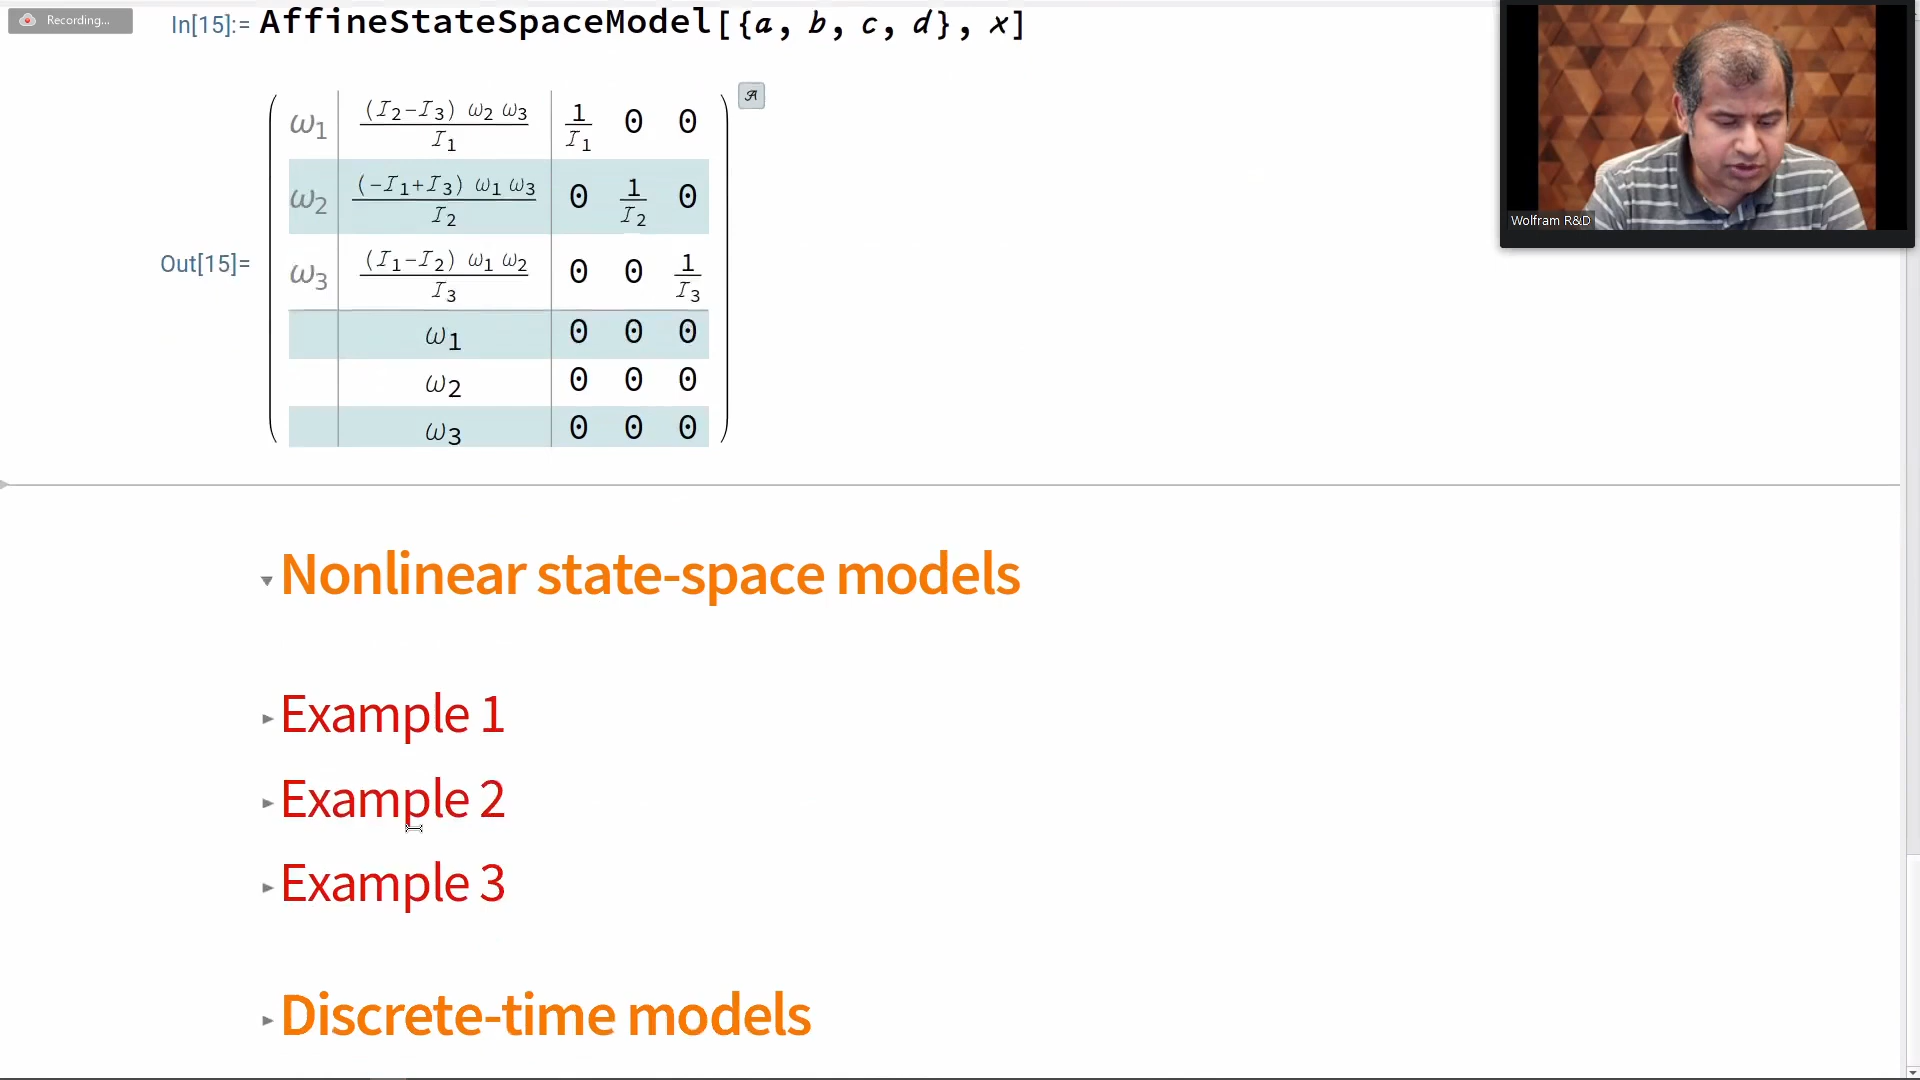 Recording...
In[15]:= AffineStateSpaceModel[{a, b, c, d}, x]
ω1 (I2-I3) ω2 ω3 / I1 1/I1 0 0
ω2 (-I1+I3) ω1 ω3 / I2 0 1/I2 0
Out[15]=
ω3 (I1-I2) ω1 ω2 / I3 0 0 1/I3
ω1 0 0 0
ω2 0 0 0
ω3 0 0 0
A
Wolfram R&D
Nonlinear state-space models
Example 1
Example 2
Example 3
Discrete-time models